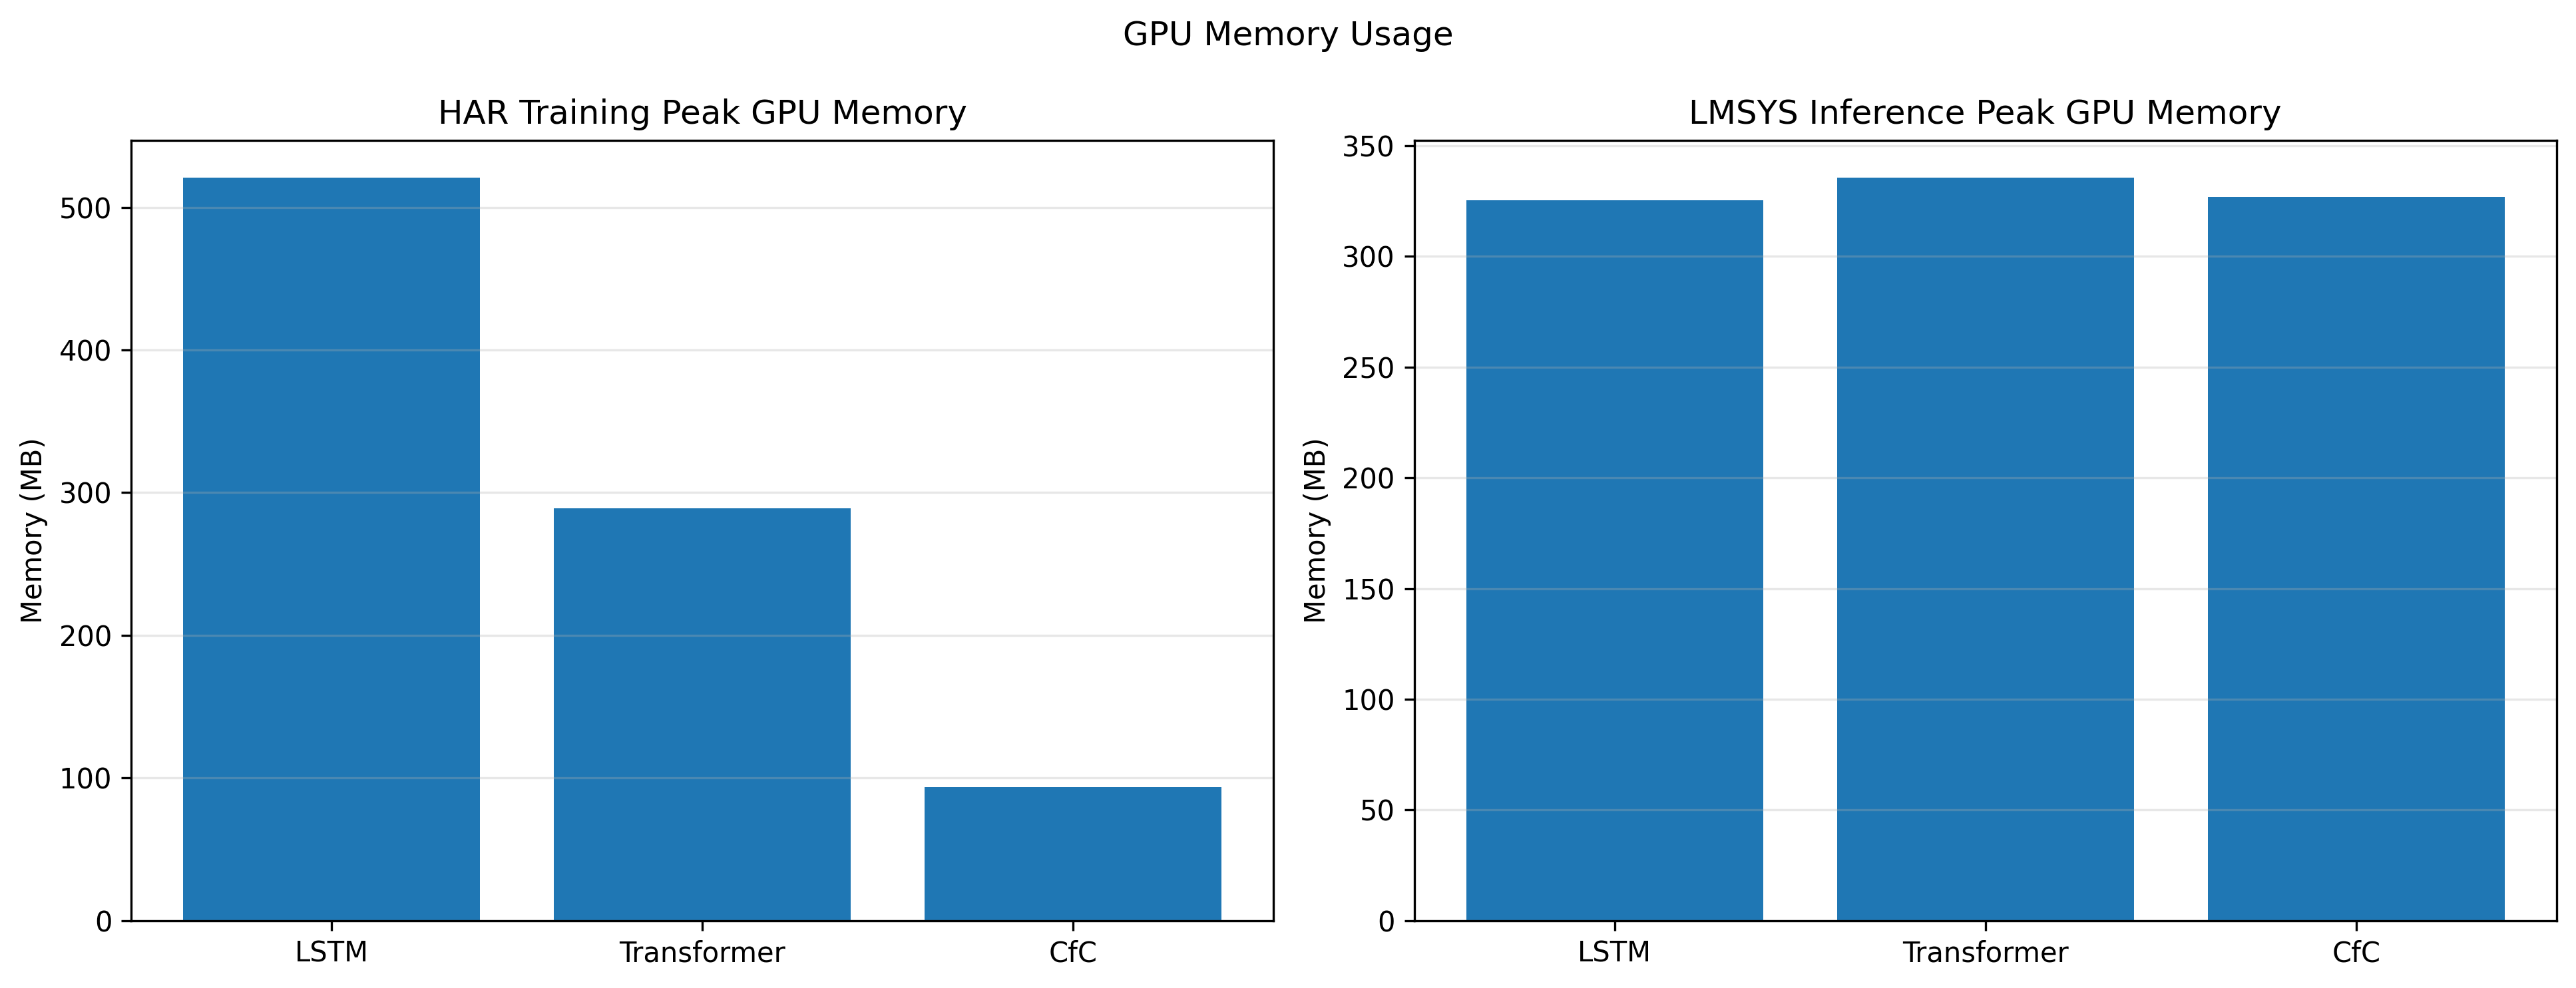 GPU Memory Usage
HAR Training Peak GPU Memory
Memory (MB)
500
400
300
200
100
0
LSTM Transformer CfC
LMSYS Inference Peak GPU Memory
Memory (MB)
350
300
250
200
150
100
50
0
LSTM Transformer CfC